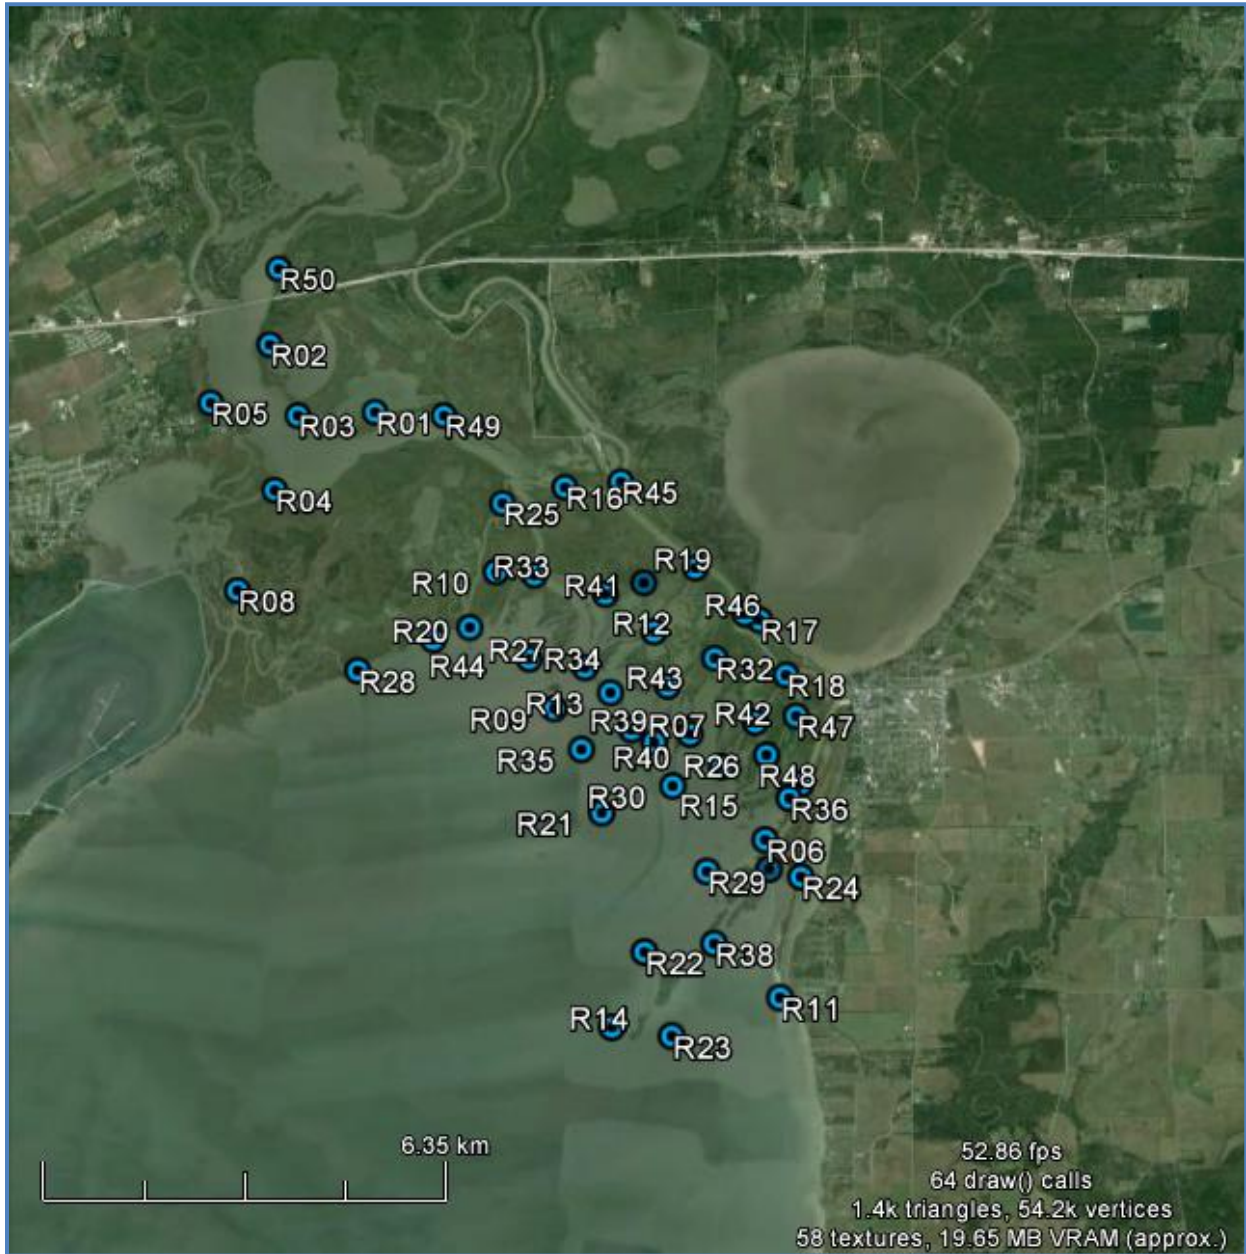 R50
R02
R05
R03
R01
R49
R04
R25
R16
R45
R10
R33
R41
R19
R08
R12
R46
R17
R20
R44
R27
R34
R32
R28
R43
R18
R09
R13
R39
R07
R42
R47
R35
R40
R26
R48
R30
R15
R36
R21
R06
R29
R24
R22
R38
R11
R14
R23
6.35 km
52.86 fps
64 draw() calls
1.4k triangles, 54.2k vertices
58 textures, 19.65 MB VRAM (approx.)